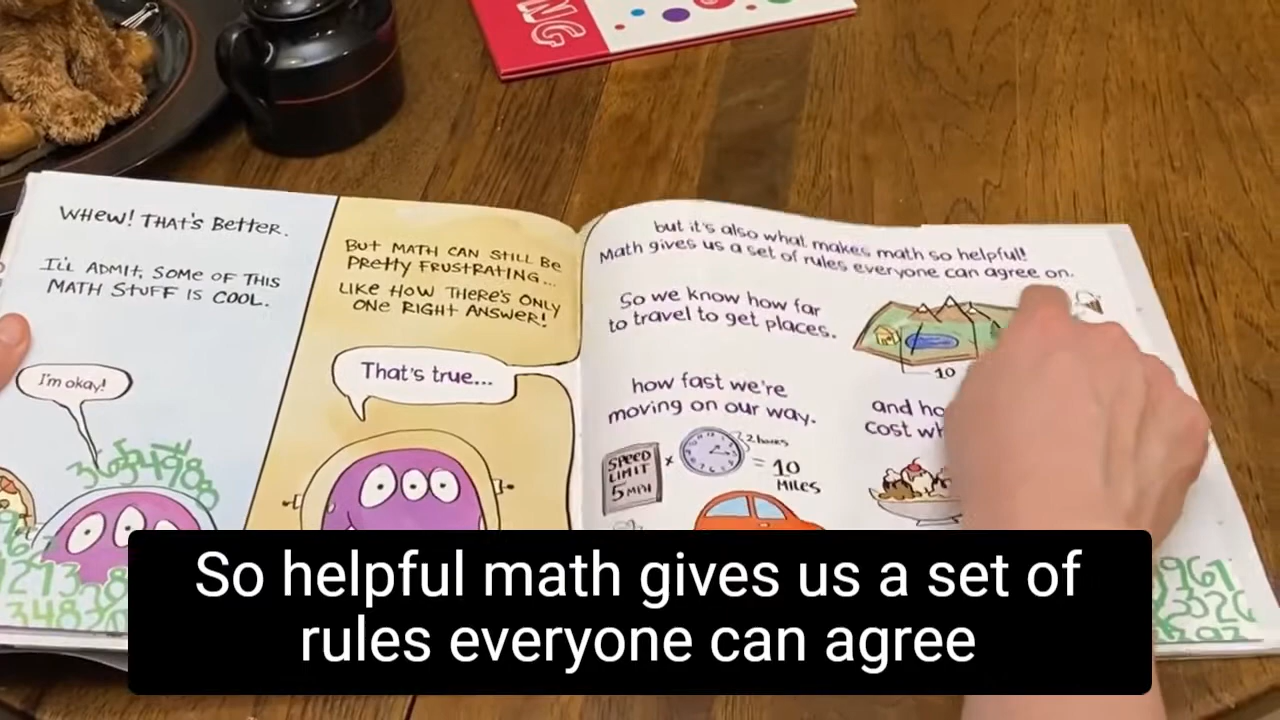 NG
WHEW! THAT'S BETTER.
I'LL ADMIT, SOME OF THIS
MATH STUFF IS COOL.
I'm okay!
365498
BUT MATH CAN STILL BE
PRETTY FRUSTRATING...
LIKE HOW THERE'S ONLY
ONE RIGHT ANSWER!
That's true...
but it's also what makes math so helpful!
Math gives us a set of rules everyone can agree on.
So we know how far
to travel to get places.
10
how fast we're
moving on our way.
SPEED
LIMIT
5 MPH
x
2 hours
= 10
MILES
and
cost
So helpful math gives us a set of
rules everyone can agree